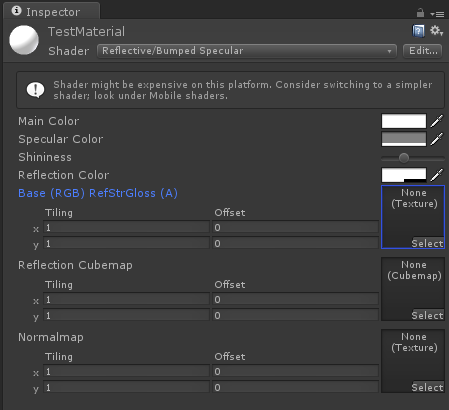 Inspector
TestMaterial
Shader Reflective/Bumped Specular Edit...
Shader might be expensive on this platform. Consider switching to a simpler
shader; look under Mobile shaders.
Main Color
Specular Color
Shininess
Reflection Color
Base (RGB) RefStrGloss (A) None
(Texture)
Tiling Offset
x 1 0
y 1 0 Select
Reflection Cubemap None
(Cubemap)
Tiling Offset
x 1 0
y 1 0 Select
Normalmap None
(Texture)
Tiling Offset
x 1 0
y 1 0 Select